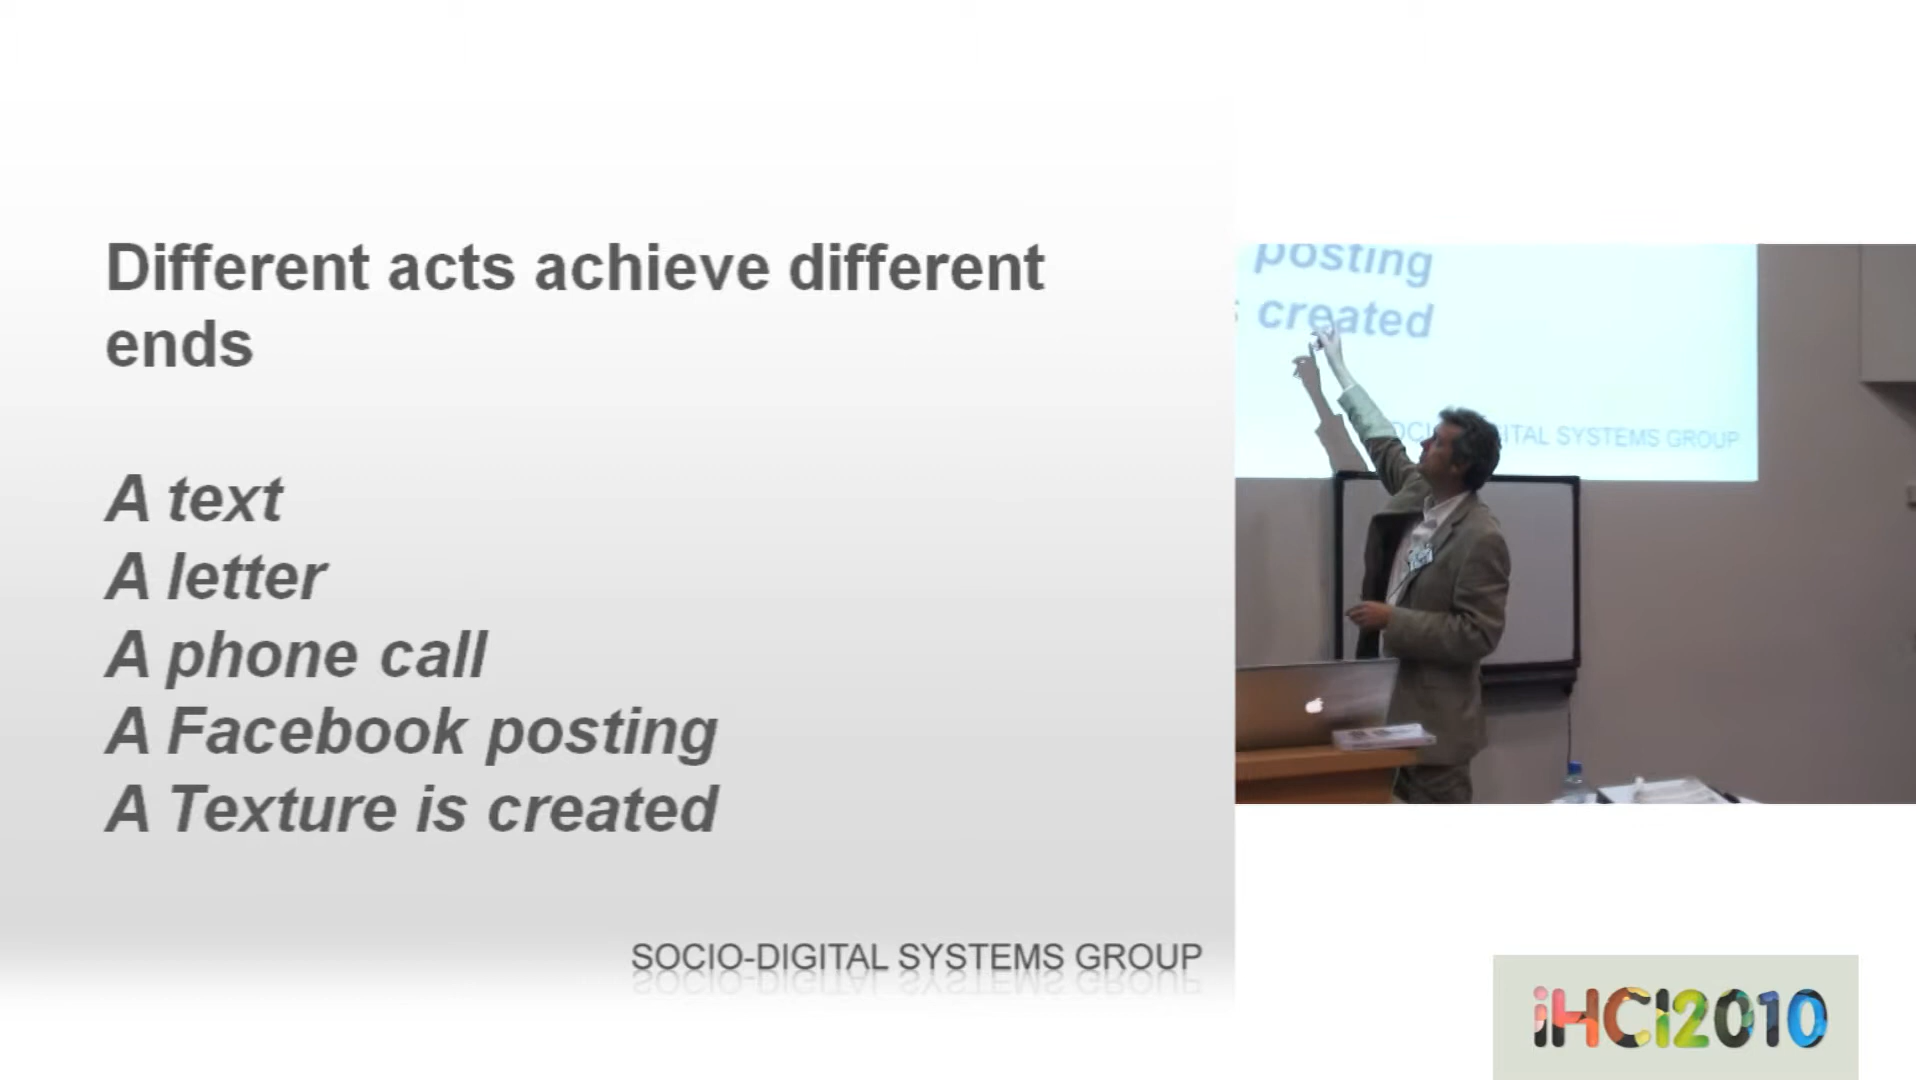 Different acts achieve different
ends
A text
A letter
A phone call
A Facebook posting
A Texture is created
SOCIO-DIGITAL SYSTEMS GROUP
posting
created
ITAL SYSTEMS GROUP
iHCI2010